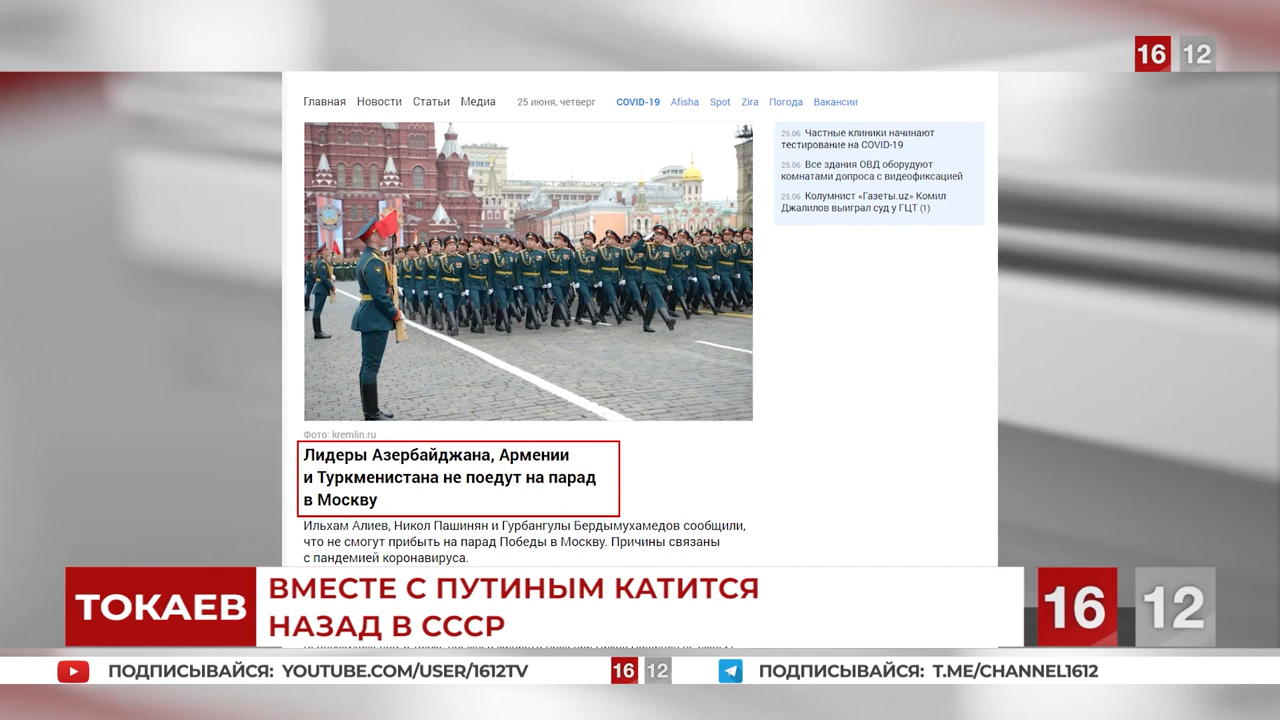 16 12
Главная Новости Статьи Медиа 25 июня, четверг COVID-19 Afisha Spot Zira Погода Вакансии
25.06 Частные клиники начинают
тестирование на COVID-19
25.06 Все здания ОВД оборудуют
комнатами допроса с видеофиксацией
25.06 Колумнист «Газеты.uz» Комил
Джалилов выиграл суд у ГЦТ (1)
Фото: kremlin.ru
Лидеры Азербайджана, Армении
и Туркменистана не поедут на парад
в Москву
Ильхам Алиев, Никол Пашинян и Гурбангулы Бердымухамедов сообщили,
что не смогут прибыть на парад Победы в Москву. Причины связаны
с пандемией коронавируса.
ТОКАЕВ
ВМЕСТЕ С ПУТИНЫМ КАТИТСЯ
НАЗАД В СССР
16 12
ПОДПИСЫВАЙСЯ: YOUTUBE.COM/USER/1612TV 16 12 ПОДПИСЫВАЙСЯ: T.ME/CHANNEL1612